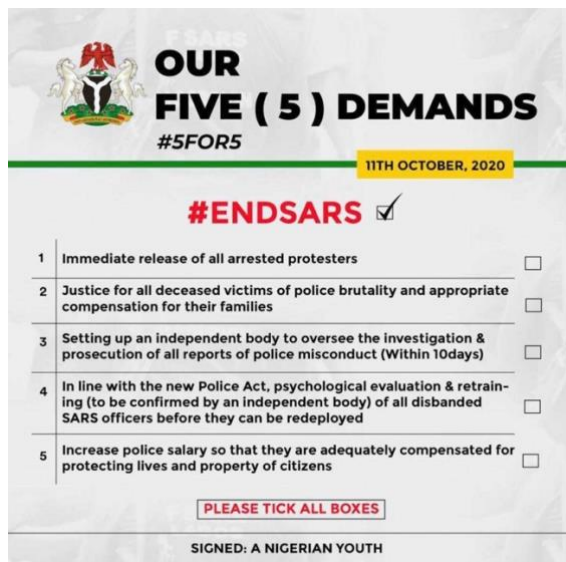 OUR
FIVE ( 5 ) DEMANDS
#5FOR5
11TH OCTOBER, 2020
#ENDSARS
1 Immediate release of all arrested protesters
2 Justice for all deceased victims of police brutality and appropriate
compensation for their families
3 Setting up an independent body to oversee the investigation &
prosecution of all reports of police misconduct (Within 10days)
4 In line with the new Police Act, psychological evaluation & retrain-
ing (to be confirmed by an independent body) of all disbanded
SARS officers before they can be redeployed
5 Increase police salary so that they are adequately compensated for
protecting lives and property of citizens
PLEASE TICK ALL BOXES
SIGNED: A NIGERIAN YOUTH